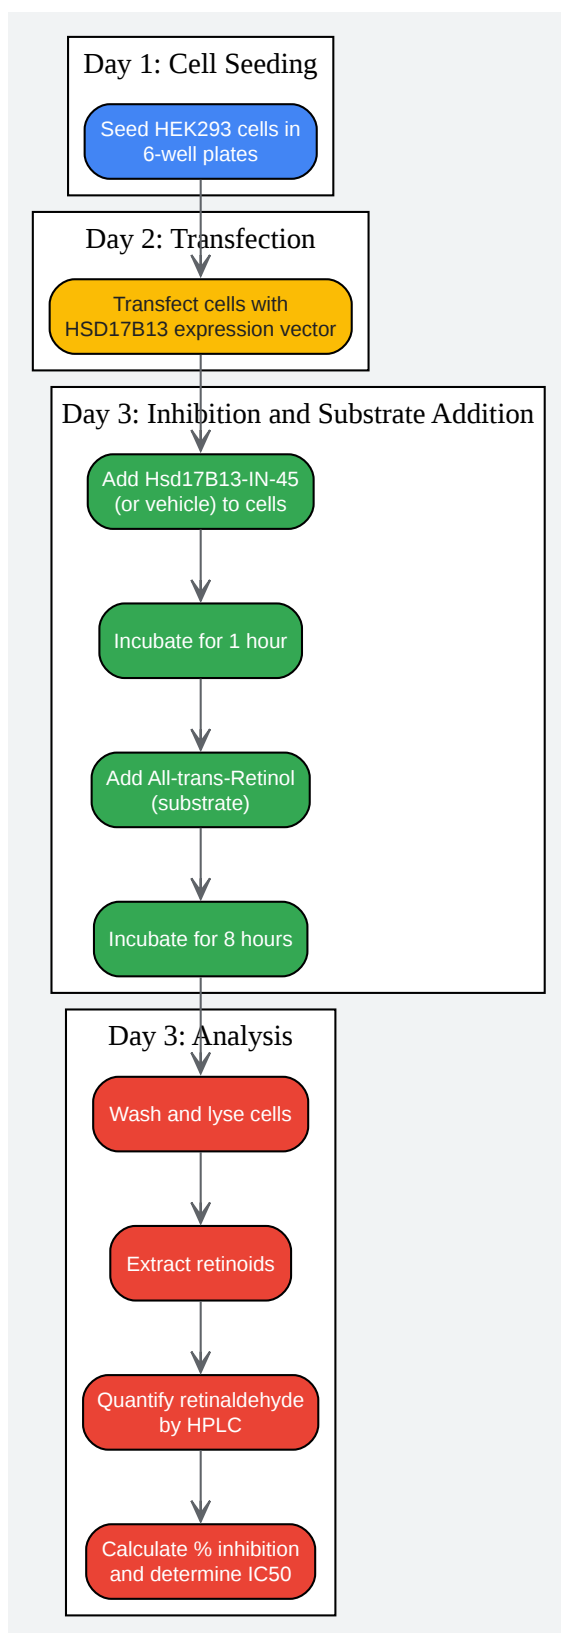 Day 1: Cell Seeding
Seed HEK293 cells in
6-well plates
Day 2: Transfection
Transfect cells with
HSD17B13 expression vector
Day 3: Inhibition and Substrate Addition
Add Hsd17B13-IN-45
(or vehicle) to cells
Incubate for 1 hour
Add All-trans-Retinol
(substrate)
Incubate for 8 hours
Day 3: Analysis
Wash and lyse cells
Extract retinoids
Quantify retinaldehyde
by HPLC
Calculate % inhibition
and determine IC50